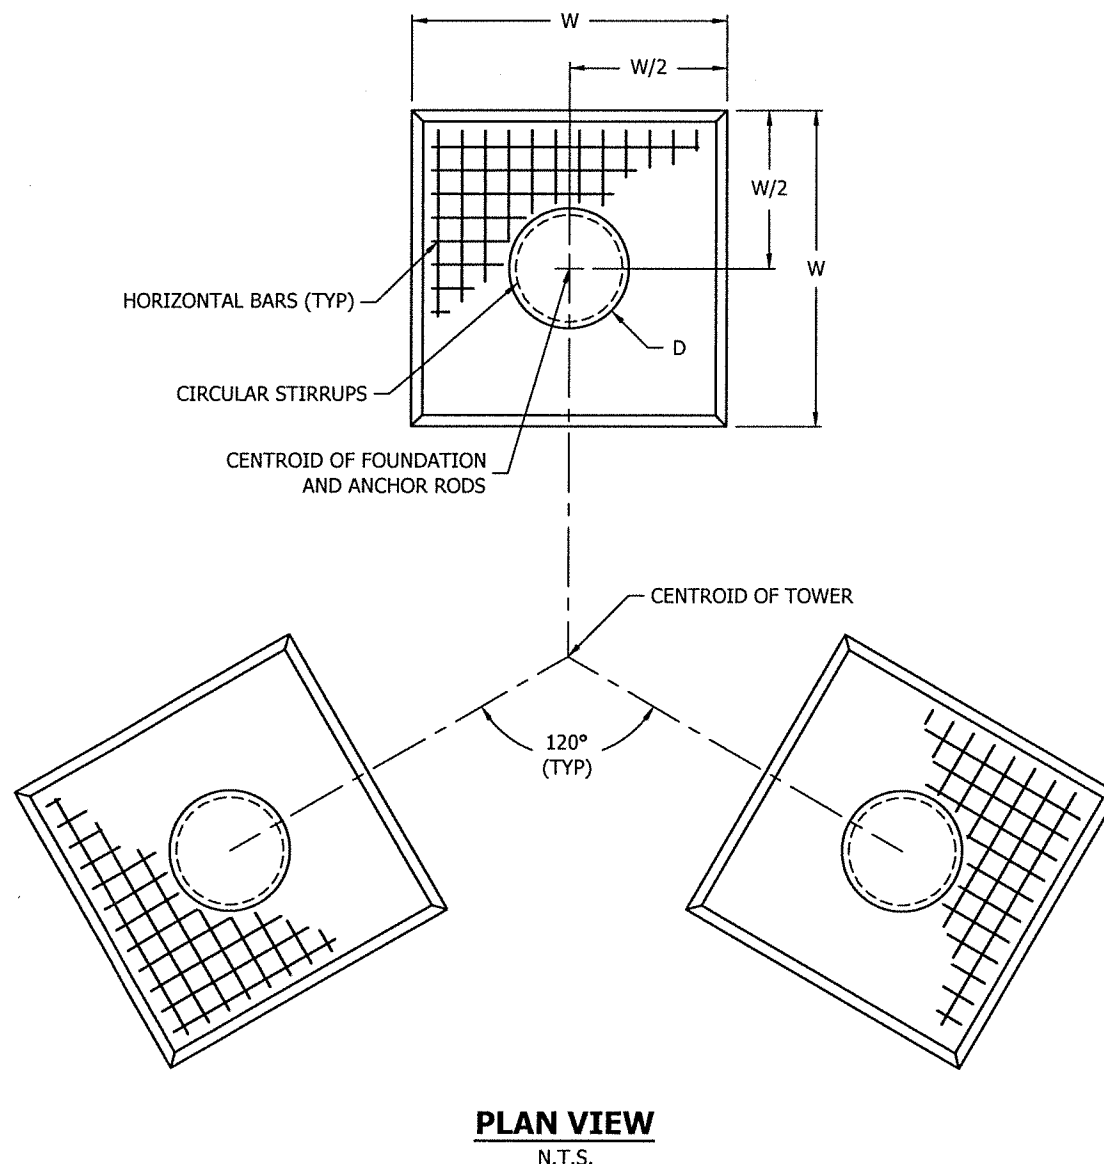 W
W/2
W/2
W
HORIZONTAL BARS (TYP)
D
CIRCULAR STIRRUPS
CENTROID OF FOUNDATION
AND ANCHOR RODS
CENTROID OF TOWER
120°
(TYP)
PLAN VIEW
N.T.S.